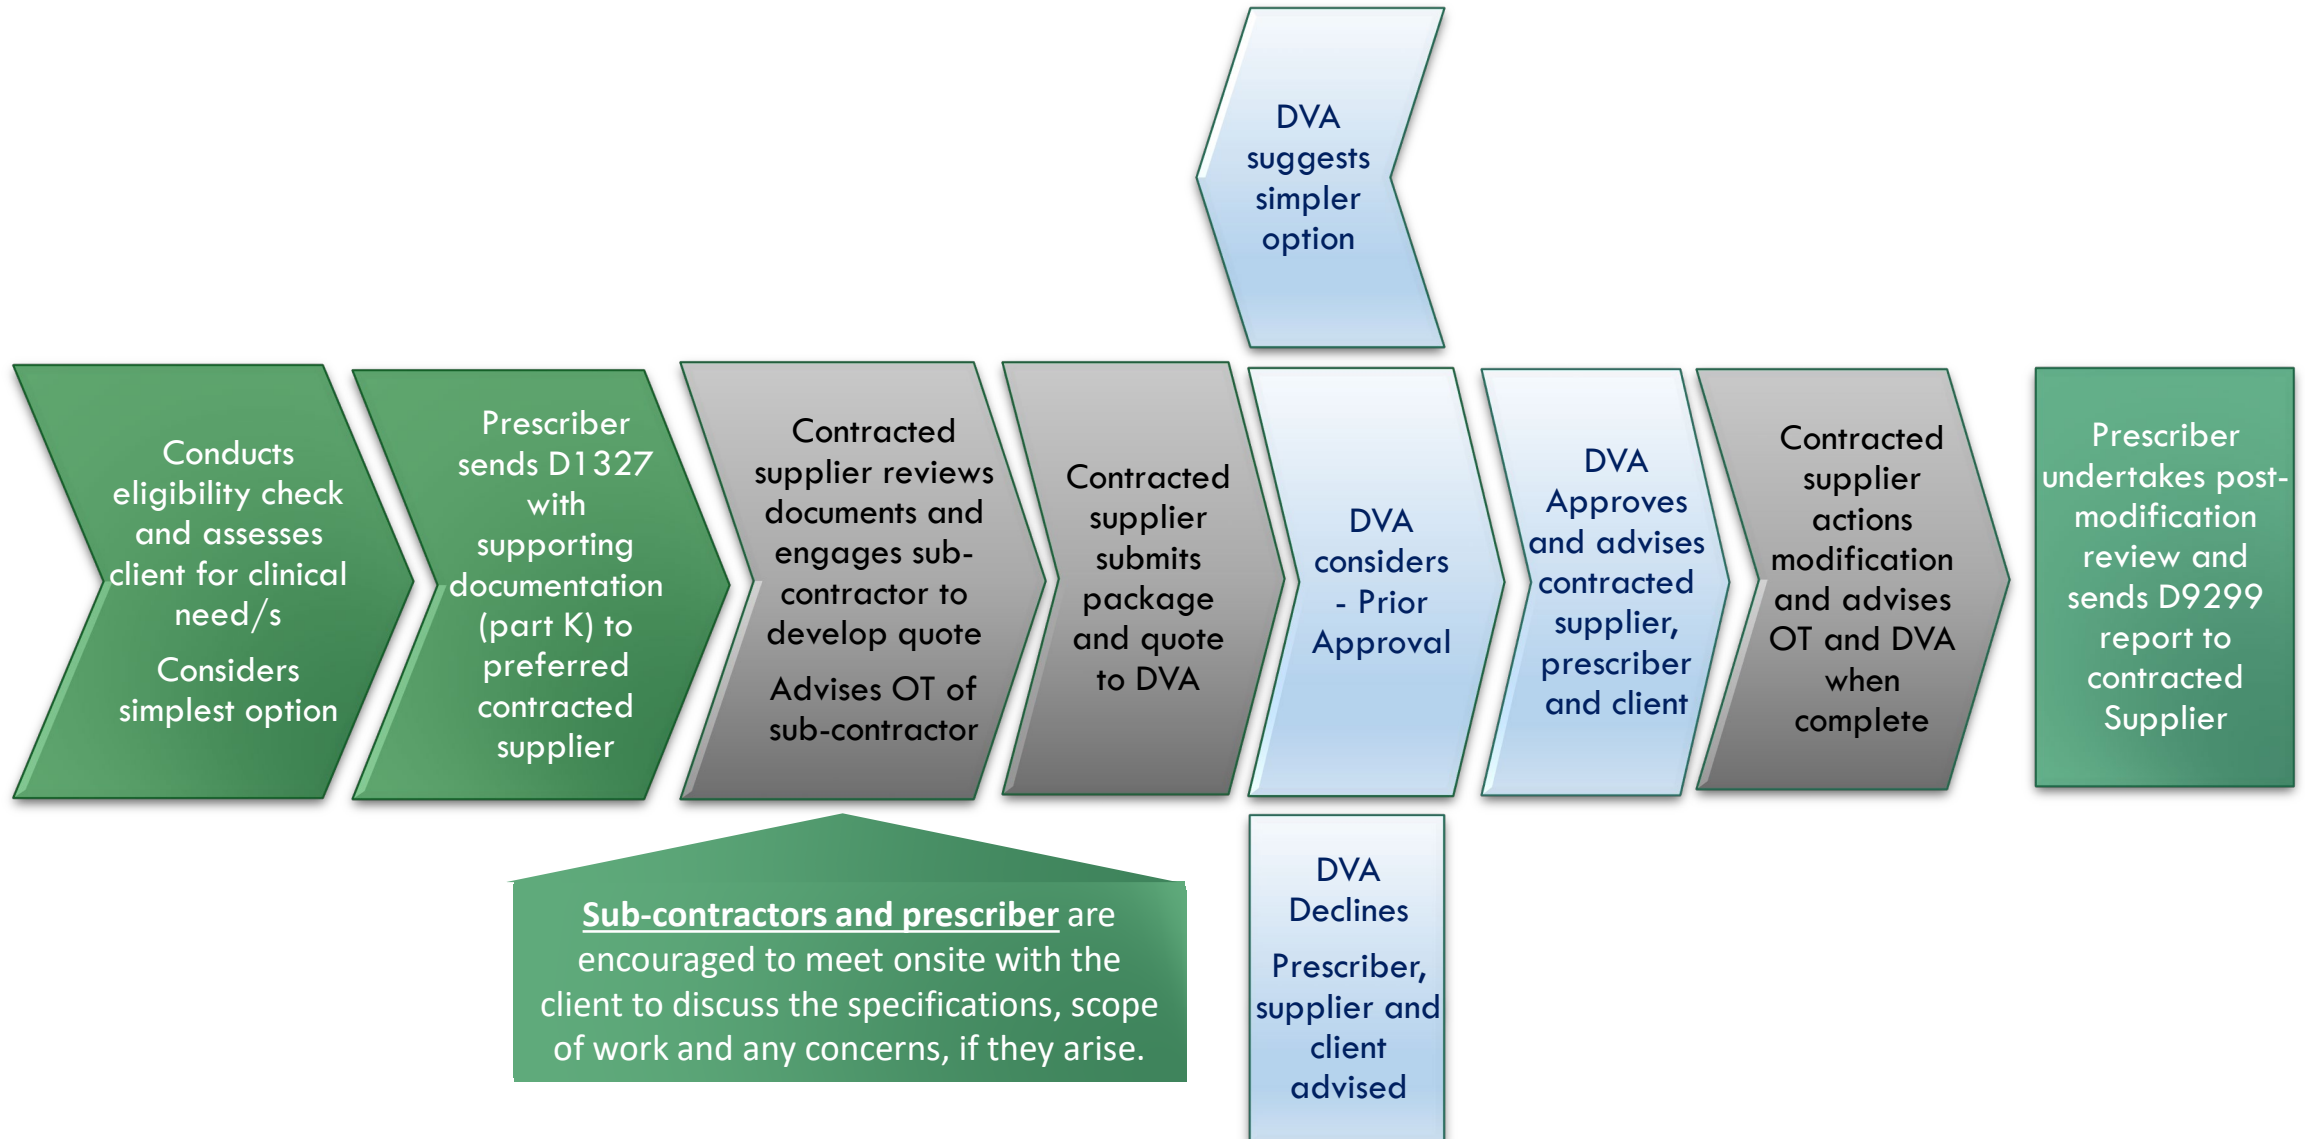 DVA
suggests
simpler
option
Conducts
eligibility check
and assesses
client for clinical
need/s
Considers
simplest option
Prescriber
sends D1327
with
supporting
documentation
(part K) to
preferred
contracted
supplier
Contracted
supplier reviews
documents and
engages sub-
contractor to
develop quote
Advises OT of
sub-contractor
Contracted
supplier
submits
package
and quote
to DVA
DVA
considers
- Prior
Approval
DVA
Approves
and advises
contracted
supplier,
prescriber
and client
Contracted
supplier
actions
modification
and advises
OT and DVA
when
complete
Prescriber
undertakes post-
modification
review and
sends D9299
report to
contracted
Supplier
Sub-contractors and prescriber are
encouraged to meet onsite with the
client to discuss the specifications, scope
of work and any concerns, if they arise.
DVA
Declines
Prescriber,
supplier and
client
advised